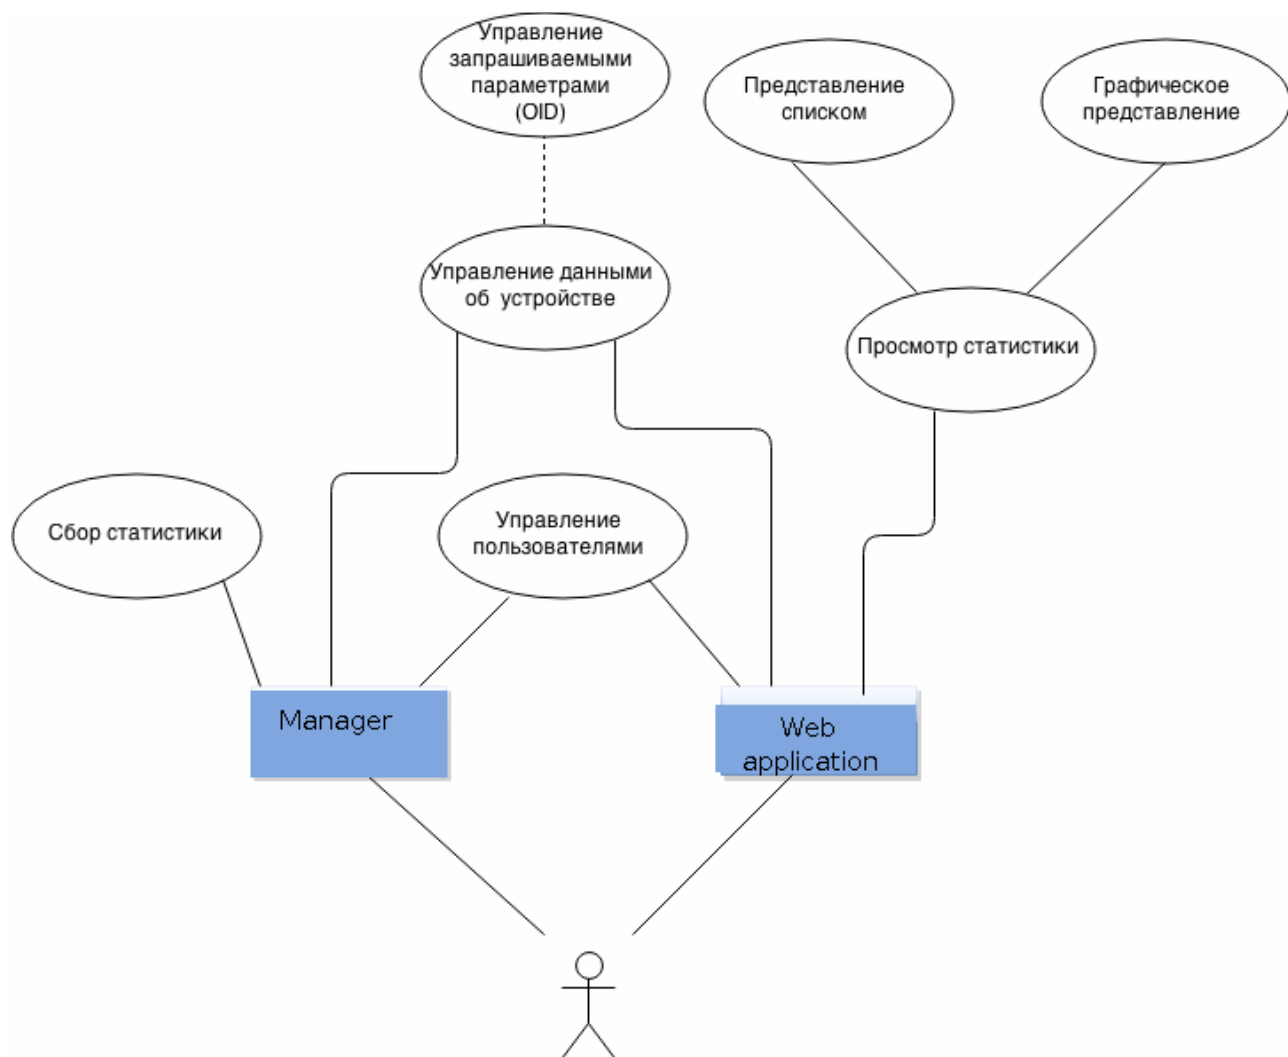 Управление
запрашиваемыми
параметрами
(OID)
Представление
списком
Графическое
представление
Управление данными
об устройстве
Просмотр статистики
Сбор статистики
Управление
пользователями
Manager
Web
application